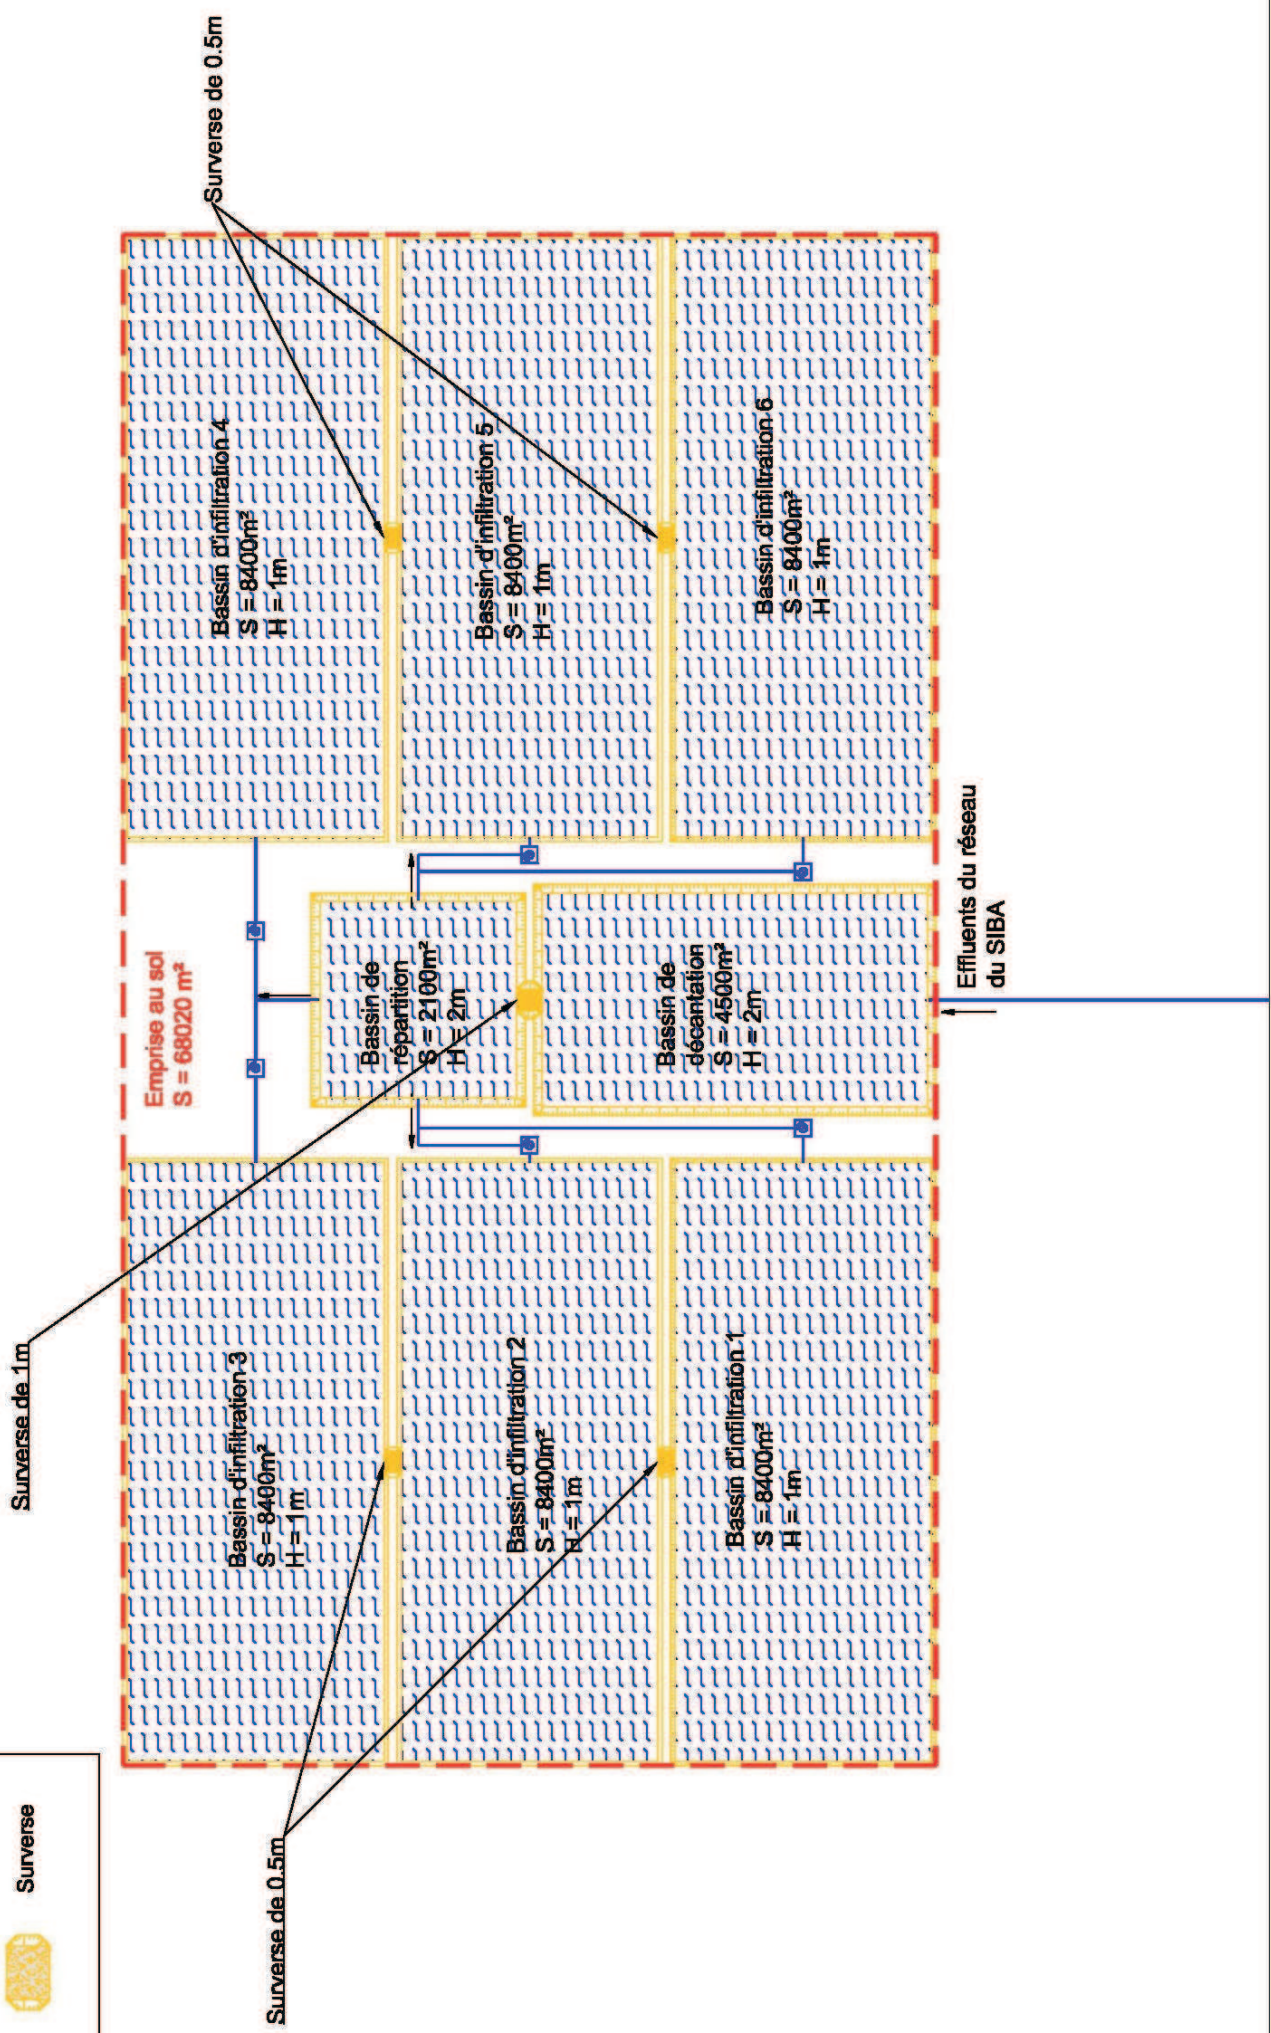 Surverse
Surverse de 1m
Surverse de 0.5m
Surverse de 0.5m
Emprise au sol
S = 68020 m²
Bassin d'infiltration 3
S = 8400m²
H = 1m
Bassin d'infiltration 2
S = 8400m²
H = 1m
Bassin d'infiltration 1
S = 8400m²
H = 1m
Bassin de
répartition
S = 2100m²
H = 2m
Bassin de
décantation
S = 4500m²
H = 2m
Bassin d'infiltration 4
S = 8400m²
H = 1m
Bassin d'infiltration 5
S = 8400m²
H = 1m
Bassin d'infiltration 6
S = 8400m²
H = 1m
Effluents du réseau
du SIBA